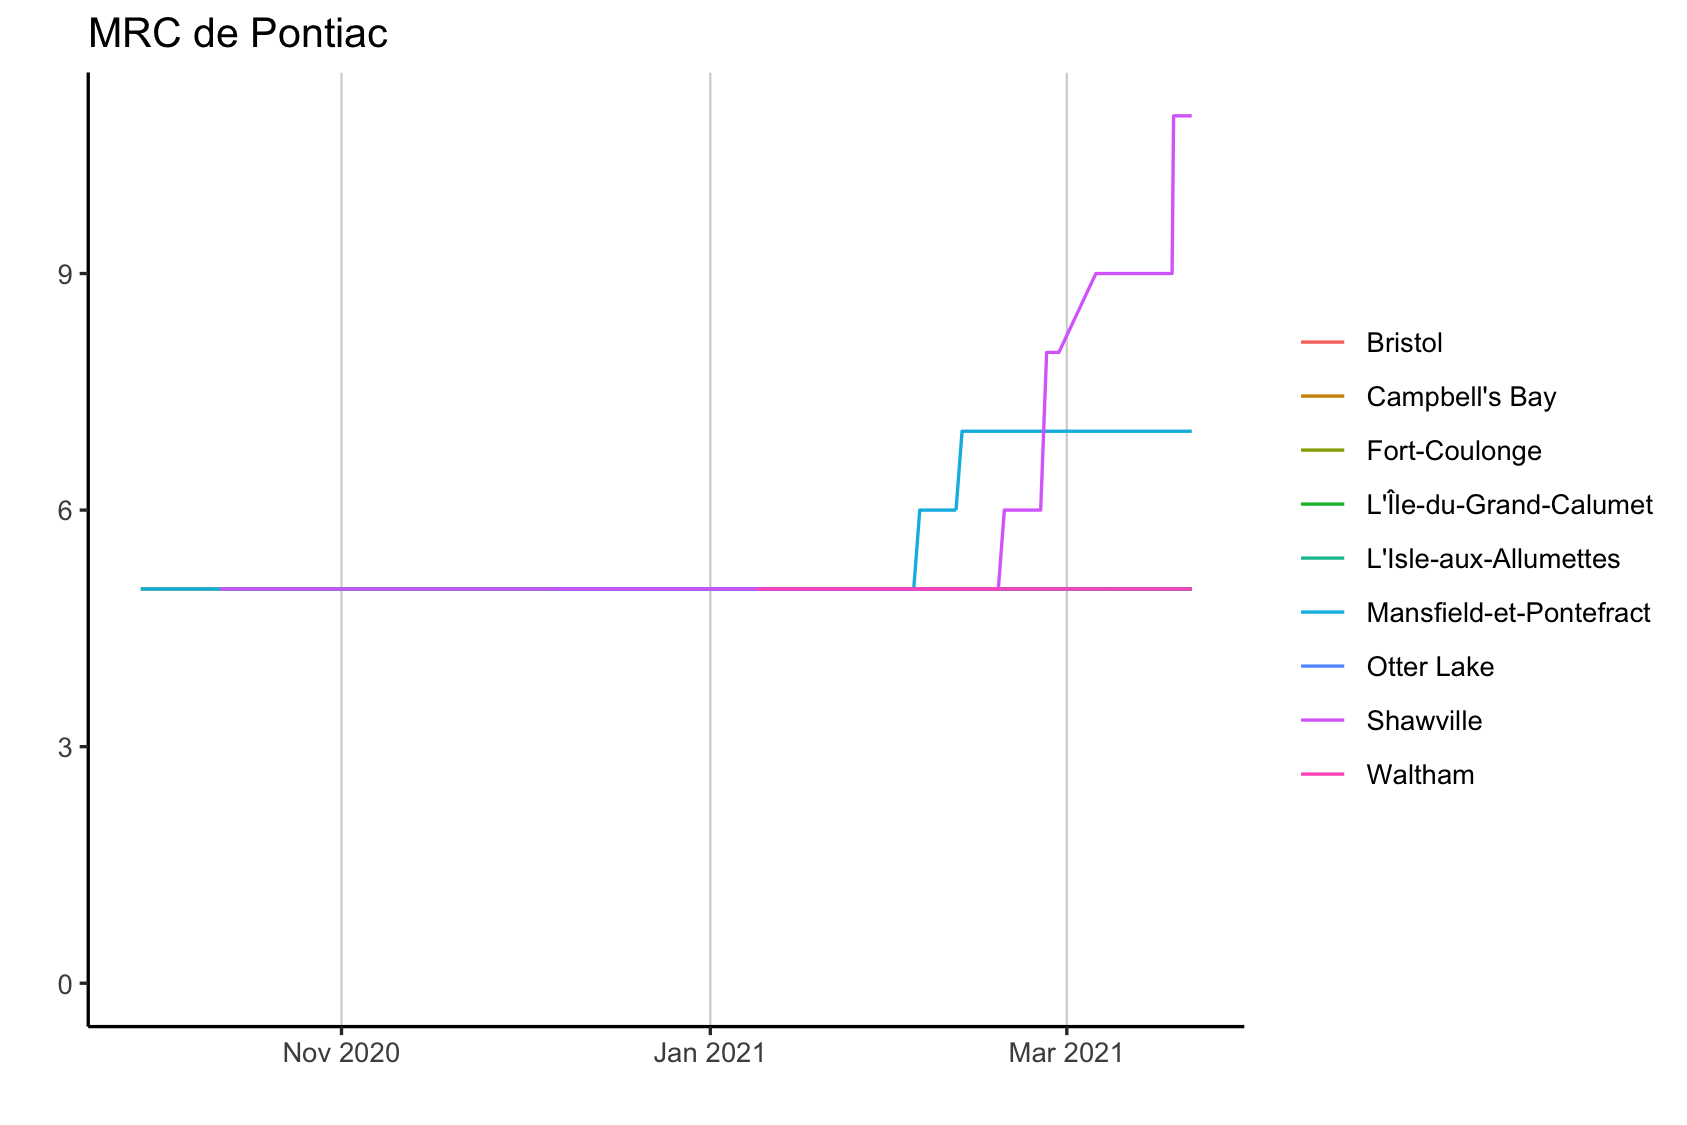 MRC de Pontiac
9
6
3
0
Nov 2020
Jan 2021
Mar 2021
Bristol
Campbell's Bay
Fort-Coulonge
L'Île-du-Grand-Calumet
L'Isle-aux-Allumettes
Mansfield-et-Pontefract
Otter Lake
Shawville
Waltham